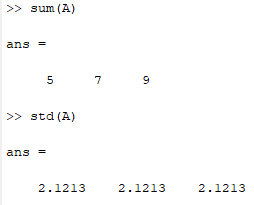 >> sum(A)
ans =
5 7 9
>> std(A)
ans =
2.1213 2.1213 2.1213